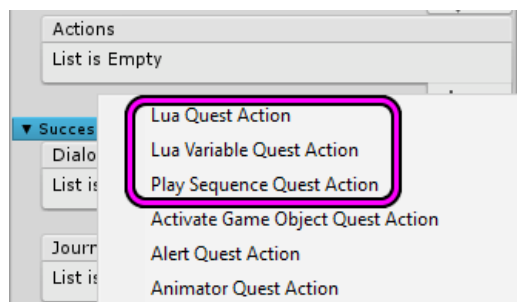 Actions
List is Empty
Lua Quest Action
Succes
Lua Variable Quest Action
Dialo
Play Sequence Quest Action
List is
Activate Game Object Quest Action
Journ
Alert Quest Action
List is
Animator Quest Action